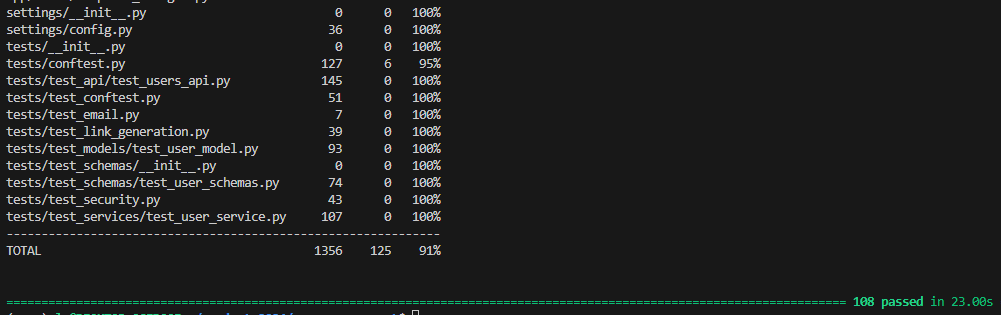 settings/__init__.py 0 0 100%
settings/config.py 36 0 100%
tests/__init__.py 0 0 100%
tests/conftest.py 127 6 95%
tests/test_api/test_users_api.py 145 0 100%
tests/test_conftest.py 51 0 100%
tests/test_email.py 7 0 100%
tests/test_link_generation.py 39 0 100%
tests/test_models/test_user_model.py 93 0 100%
tests/test_schemas/__init__.py 0 0 100%
tests/test_schemas/test_user_schemas.py 74 0 100%
tests/test_security.py 43 0 100%
tests/test_services/test_user_service.py 107 0 100%
TOTAL 1356 125 91%
108 passed in 23.00s